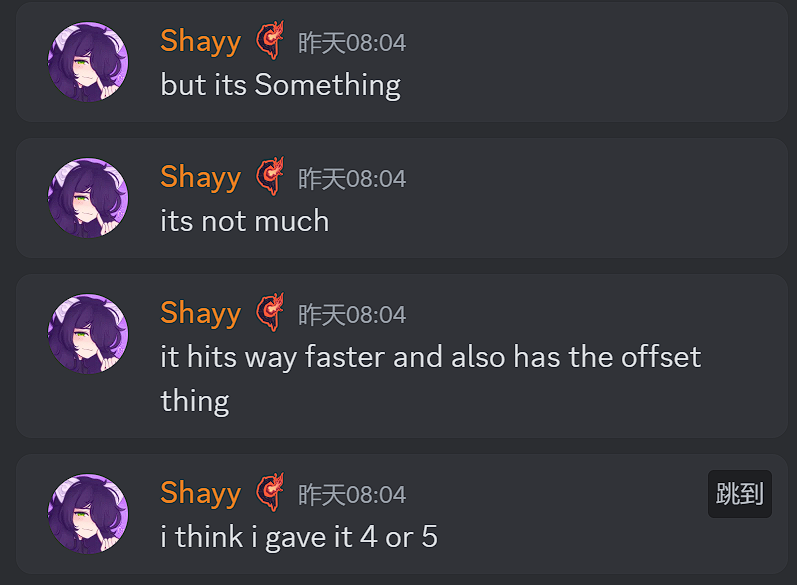 Shayy 昨天08:04
but its Something
Shayy 昨天08:04
its not much
Shayy 昨天08:04
it hits way faster and also has the offset
thing
Shayy 昨天08:04
跳到
i think i gave it 4 or 5